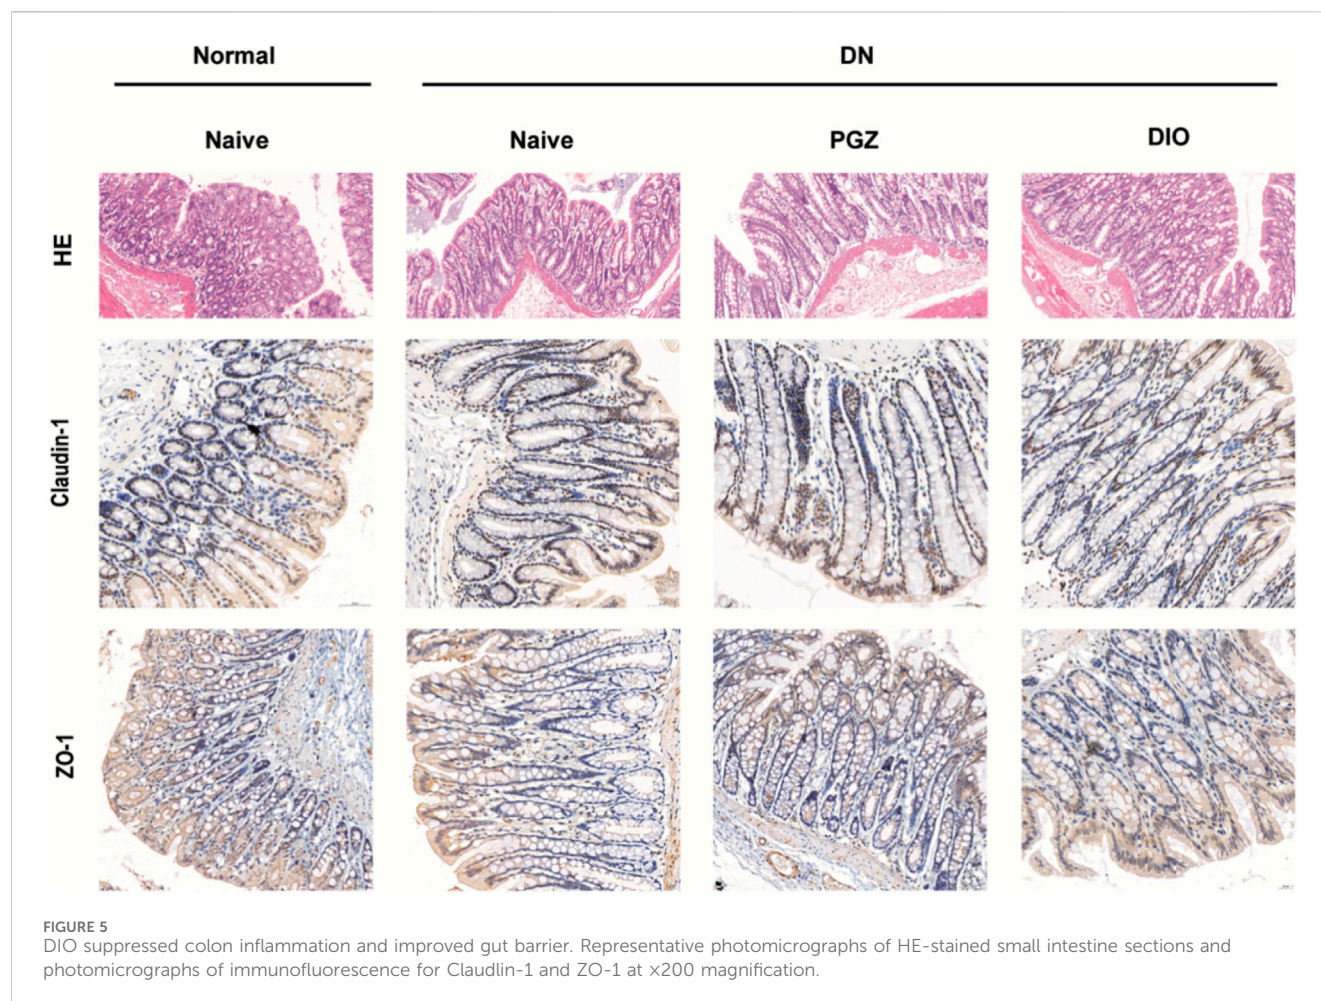 Normal
DN
Naive
Naive
PGZ
DIO
HE
Claudin-1
ZO-1
FIGURE 5
DIO suppressed colon inflammation and improved gut barrier. Representative photomicrographs of HE-stained small intestine sections and
photomicrographs of immunofluorescence for Claudlin-1 and ZO-1 at ×200 magnification.